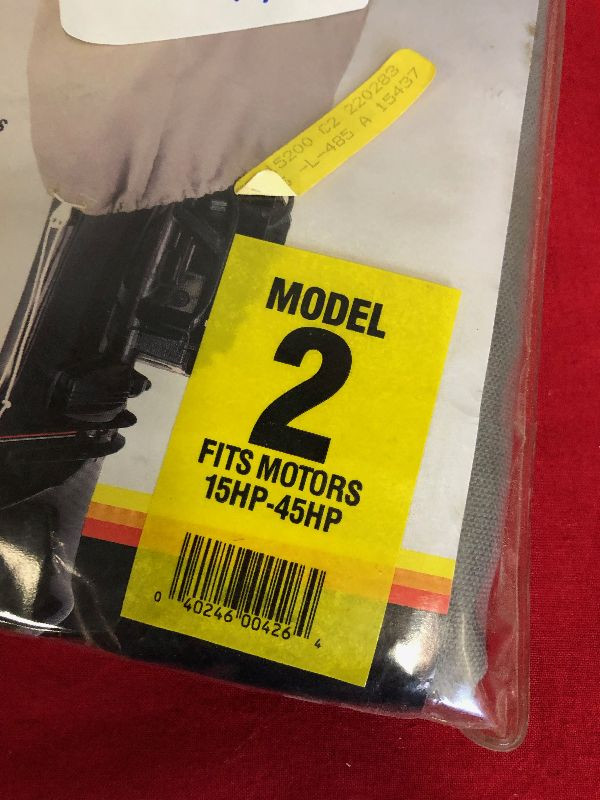 15200 C2 220283
-L-485 A 15437
MODEL
2
FITS MOTORS
15HP-45HP
0 40246 00426 4